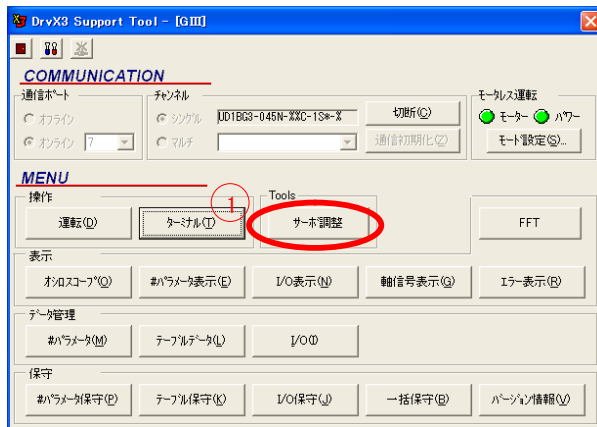 DrvX3 Support Tool - [GIII]
COMMUNICATION
通信ﾎﾟｰﾄ
ﾁｬﾝﾈﾙ
ﾓｰﾀﾚｽ運転
ｵﾌﾗｲﾝ
ｼﾝｸﾞﾙ
UD1BG3-045N-XXC-1S*-X
切断(C)
ﾓｰﾀｰ
ﾊﾟﾜｰ
ｵﾝﾗｲﾝ
7
ﾏﾙﾁ
通信初期化(Z)
ﾓｰﾄﾞ設定(S)...
MENU
操作
1
Tools
運転(D)
ﾀｰﾐﾅﾙ(T)
ｻｰﾎﾞ調整
FFT
表示
ｵｼﾛｽｺｰﾌﾟ(O)
#ﾊﾟﾗﾒｰﾀ表示(E)
I/O表示(N)
軸信号表示(G)
ｴﾗｰ表示(R)
ﾃﾞｰﾀ管理
#ﾊﾟﾗﾒｰﾀ(M)
ﾃｰﾌﾞﾙﾃﾞｰﾀ(L)
I/O(I)
保守
#ﾊﾟﾗﾒｰﾀ保守(P)
ﾃｰﾌﾞﾙ保守(K)
I/O保守(J)
一括保守(B)
ﾊﾞｰｼﾞｮﾝ情報(V)